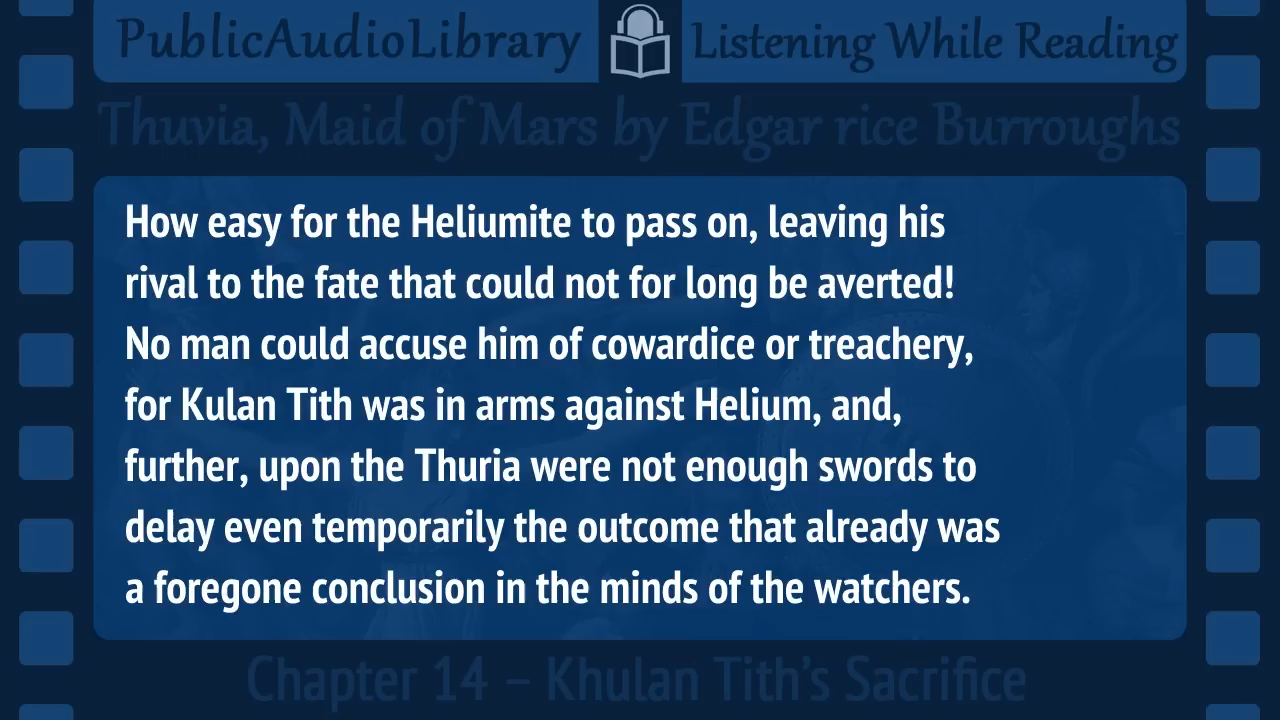 PublicAudioLibrary Listening While Reading
Thuvia, Maid of Mars by Edgar rice Burroughs
How easy for the Heliumite to pass on, leaving his
rival to the fate that could not for long be averted!
No man could accuse him of cowardice or treachery,
for Kulan Tith was in arms against Helium, and,
further, upon the Thuria were not enough swords to
delay even temporarily the outcome that already was
a foregone conclusion in the minds of the watchers.
Chapter 14 – Khulan Tith's Sacrifice